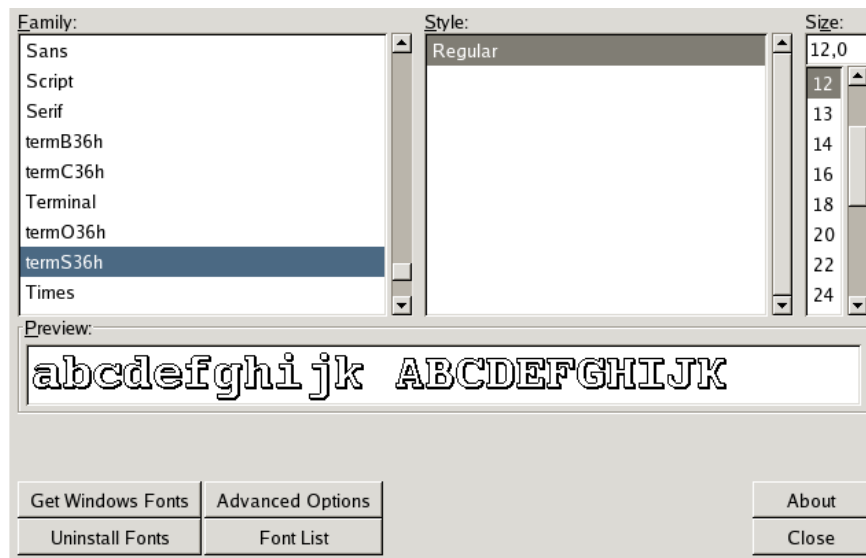 Family:
Sans
Script
Serif
termB36h
termC36h
Terminal
termO36h
termS36h
Times
Style:
Regular
Size:
12,0
12
13
14
16
18
20
22
24
Preview:
abcdefghijk ABCDEFGHIJK
Get Windows Fonts
Advanced Options
About
Uninstall Fonts
Font List
Close